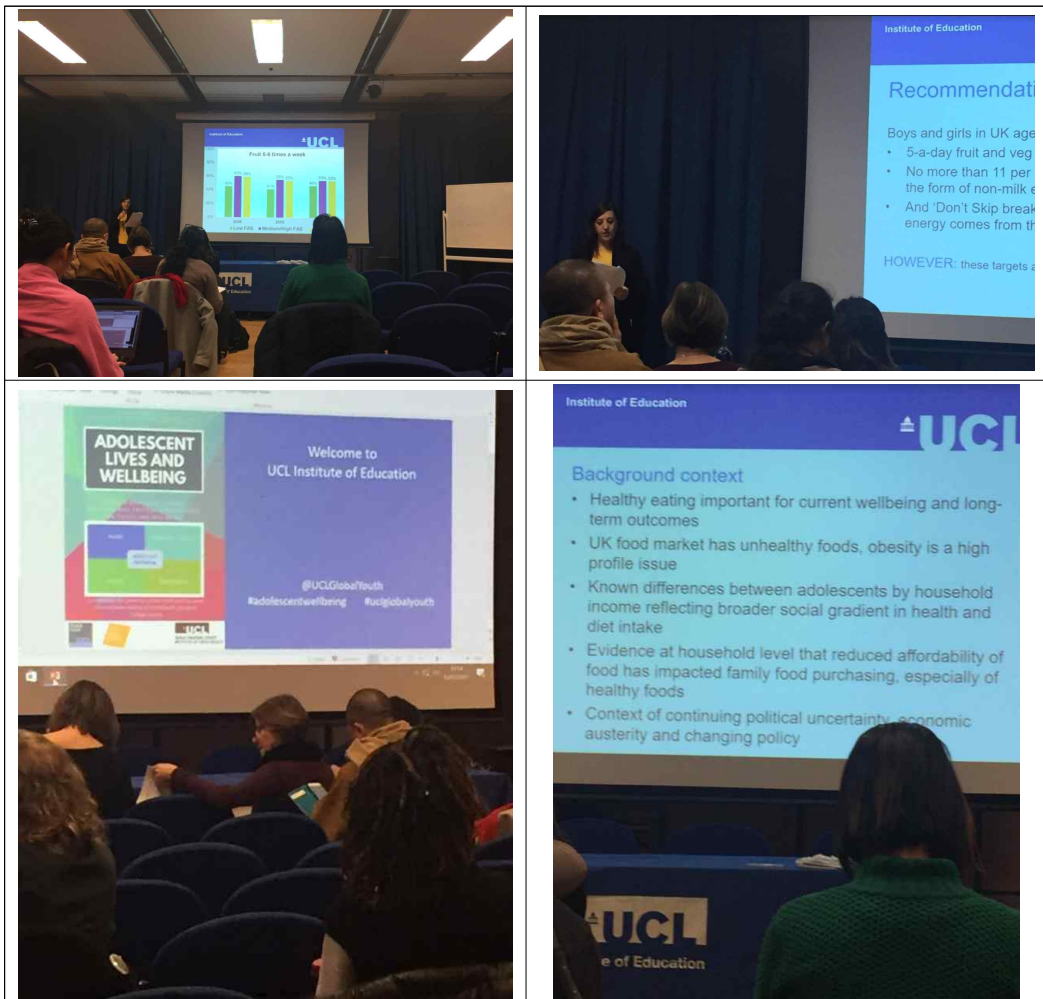 Institute of Education
UCL
Fruit 5-6 times a week
Low FAS
Medium/High FAS
UCL
of Education
Institute of Education
Recommendati
Boys and girls in UK age
• 5-a-day fruit and veg
• No more than 11 per
the form of non-milk e
• And 'Don't Skip break
energy comes from th
HOWEVER: these targets a
ADOLESCENT
LIVES AND
WELLBEING
Welcome to
UCL Institute of Education
@UCLGlobalYouth
#adolescentwellbeing #uclglobalyouth
UCL
Institute of Education
UCL
Background context
• Healthy eating important for current wellbeing and long-
term outcomes
• UK food market has unhealthy foods, obesity is a high
profile issue
• Known differences between adolescents by household
income reflecting broader social gradient in health and
diet intake
• Evidence at household level that reduced affordability of
food has impacted family food purchasing, especially of
healthy foods
• Context of continuing political uncertainty, economic
austerity and changing policy
UCL
e of Education